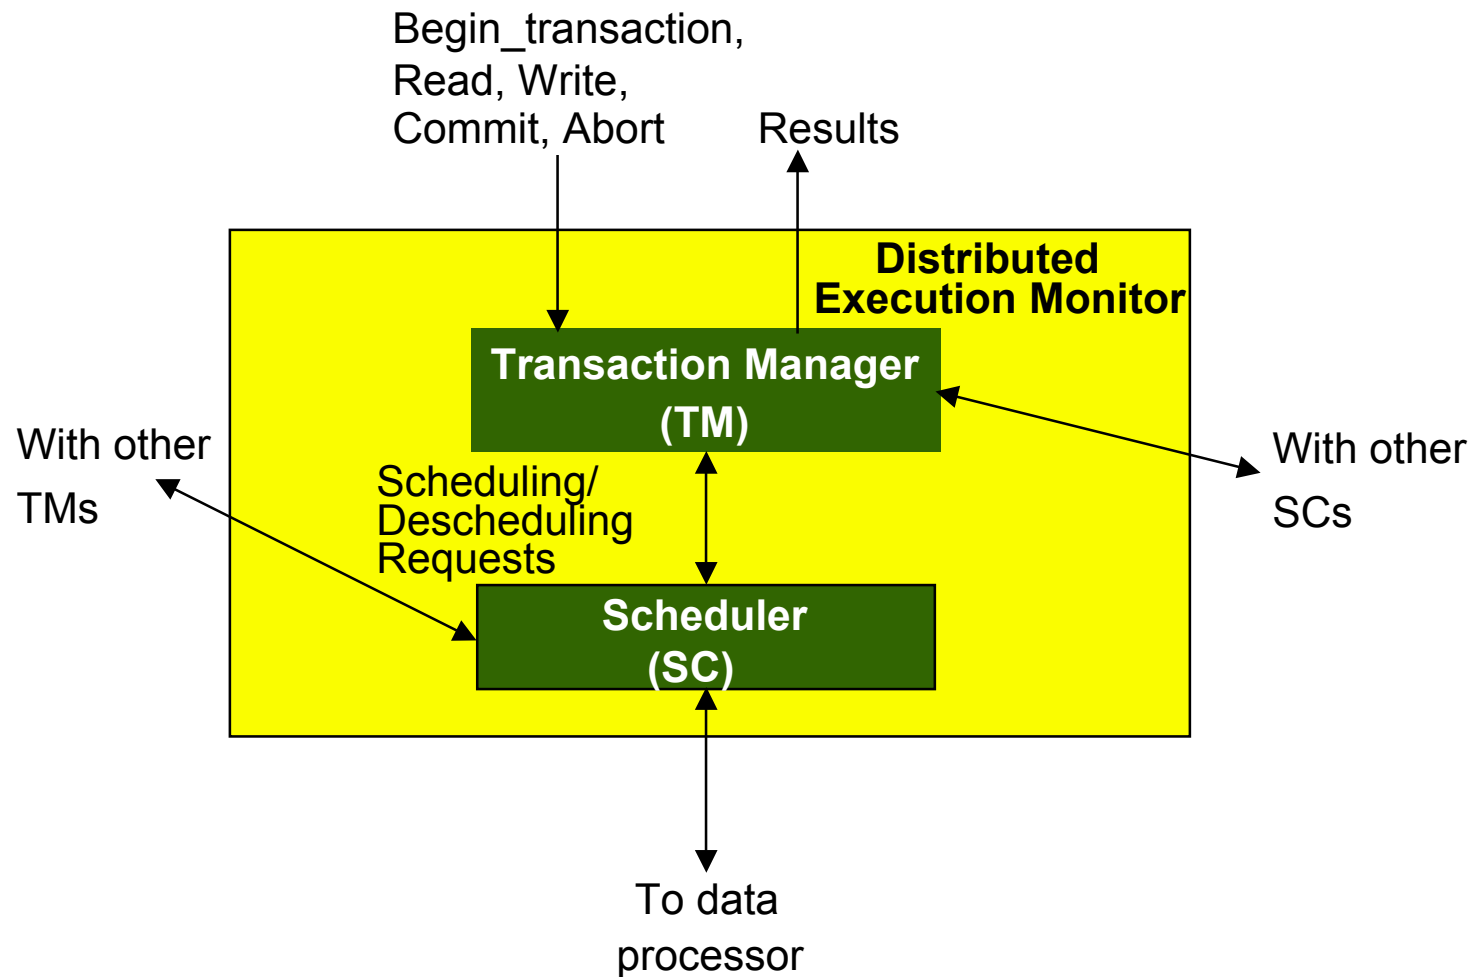 Begin_transaction,
Read, Write,
Commit, Abort
Results
Distributed
Execution Monitor
Transaction Manager
(TM)
With other
TMs
With other
SCs
Scheduling/
Descheduling
Requests
Scheduler
(SC)
To data
processor